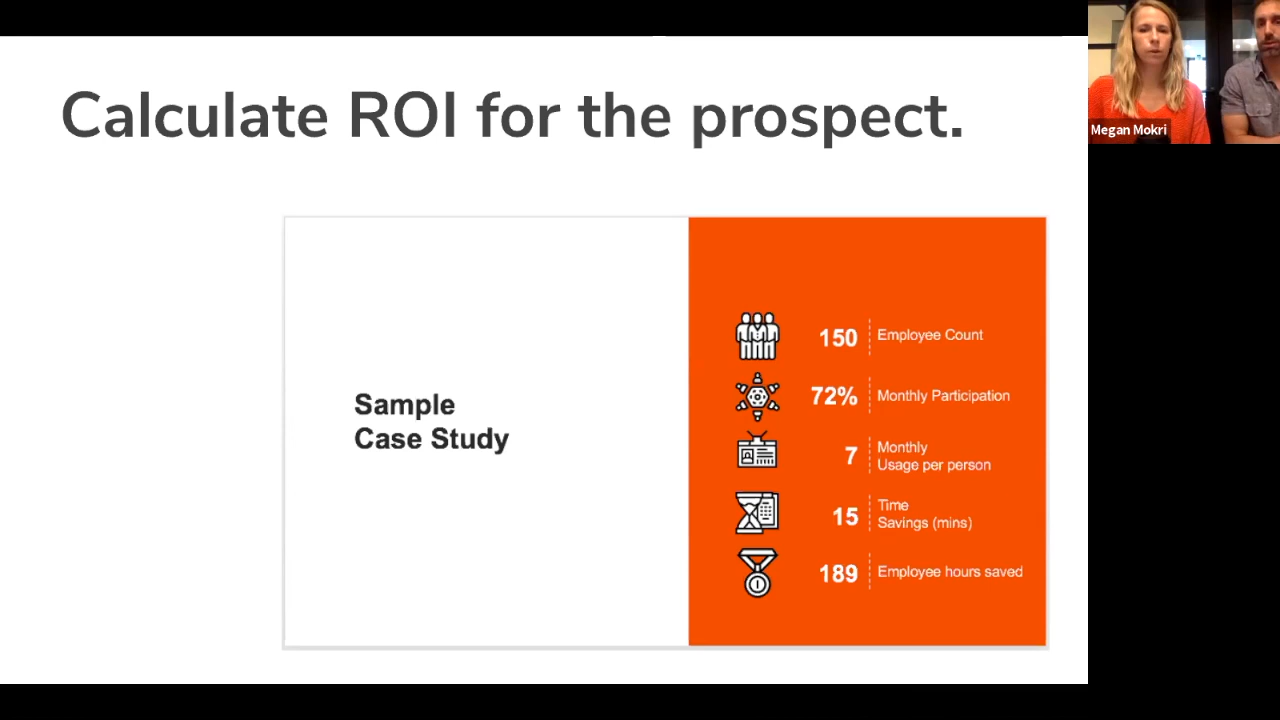 Calculate ROI for the prospect.
Megan Mokri
Sample
Case Study
150 Employee Count
72% Monthly Participation
7 Monthly
Usage per person
15 Time
Savings (mins)
189 Employee hours saved